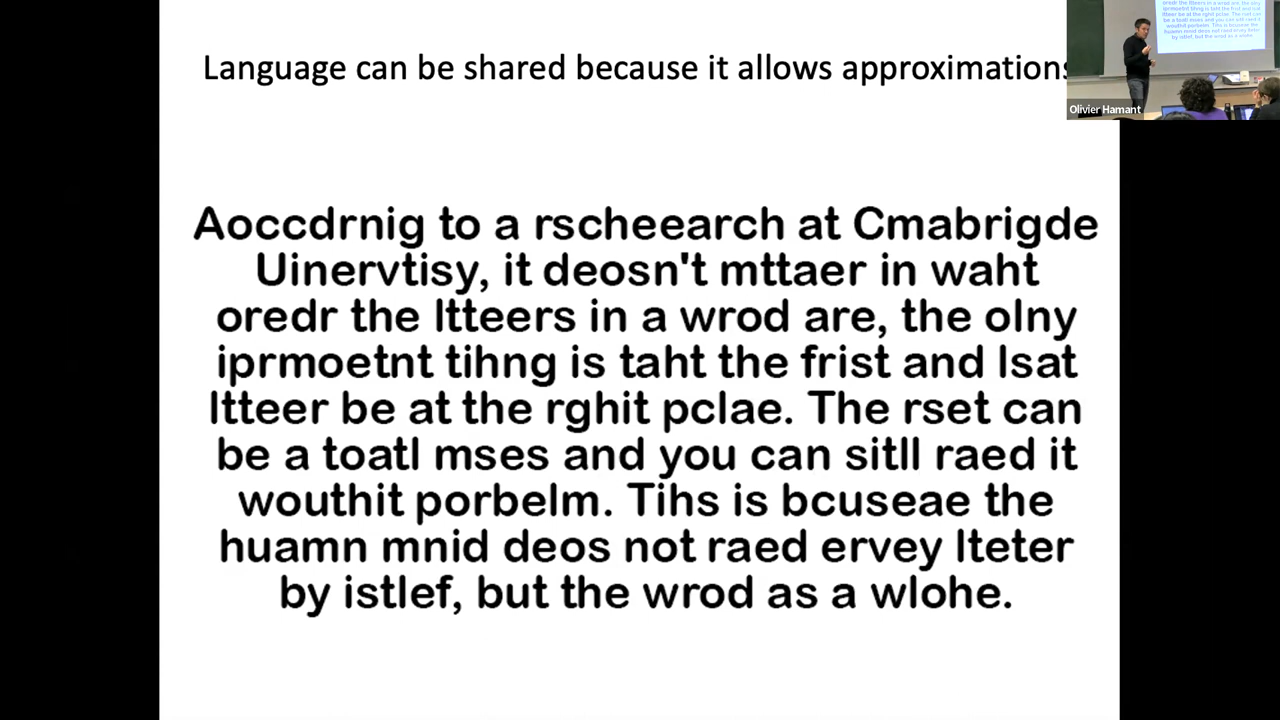 Language can be shared because it allows approximations
Olivier Hamant
Aoccdrnig to a rscheearch at Cmabrigde
Uinervtisy, it deosn't mttaer in waht
oredr the ltteers in a wrod are, the olny
iprmoetnt tihng is taht the frist and lsat
ltteer be at the rghit pclae. The rset can
be a toatl mses and you can sitll raed it
wouthit porbelm. Tihs is bcuseae the
huamn mnid deos not raed ervey lteter
by istlef, but the wrod as a wlohe.